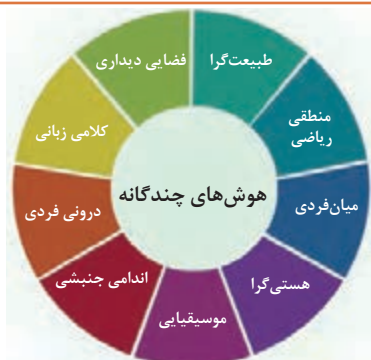 طبیعت‌گرا
منطقی
ریاضی
میان‌فردی
هستی‌گرا
موسیقیایی
اندامی جنبشی
درونی فردی
کلامی زبانی
فضایی دیداری
هوش‌های چندگانه